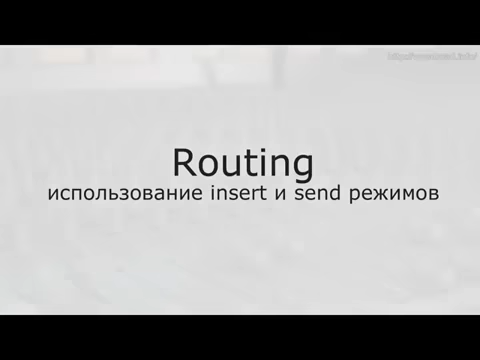 Routing
использование insert и send режимов